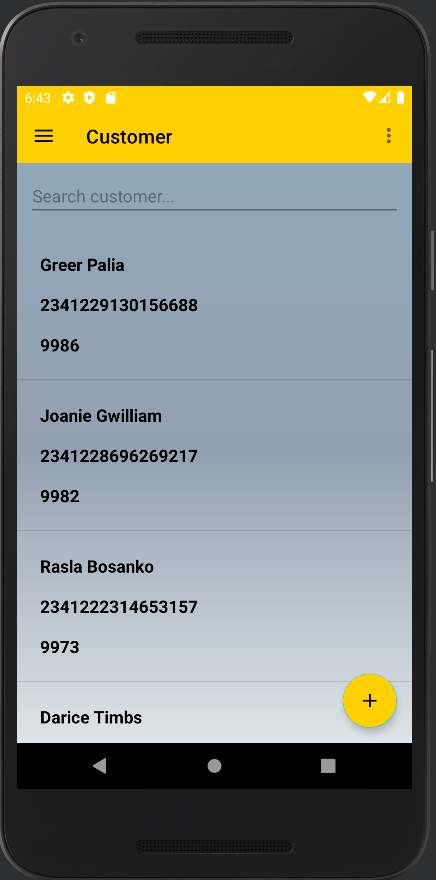 6:43
Customer
Search customer...
Greer Palia
2341229130156688
9986
Joanie Gwilliam
2341228696269217
9982
Rasla Bosanko
2341222314653157
9973
Darice Timbs